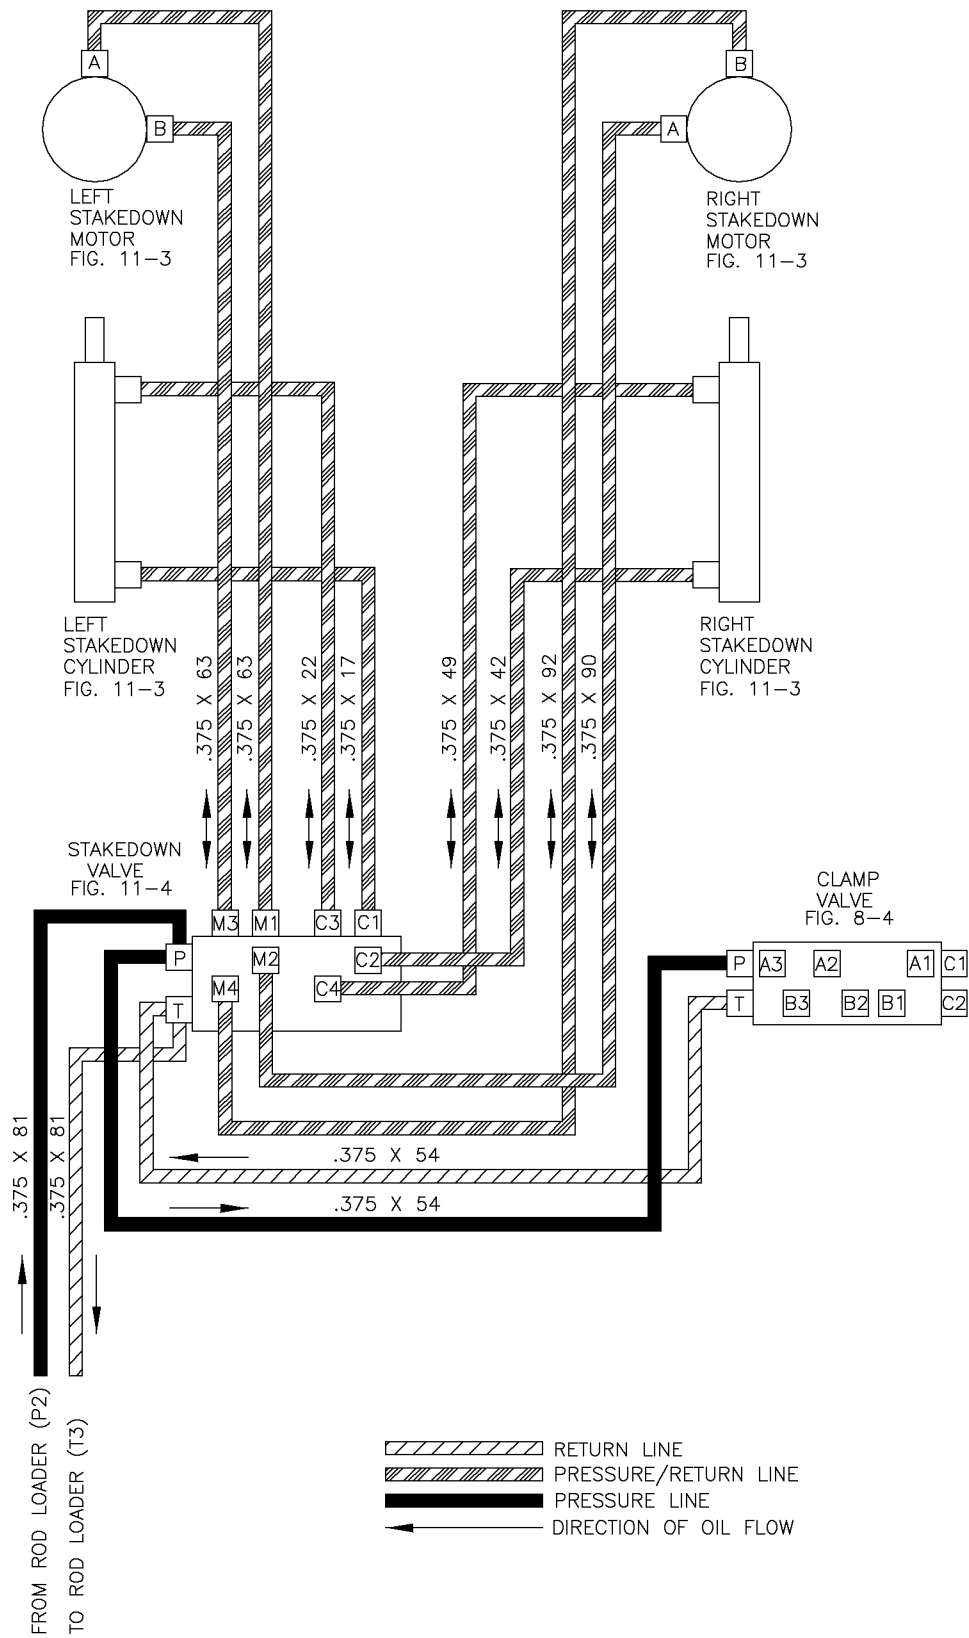 A
B
LEFT
STAKEDOWN
MOTOR
FIG. 11-3
B
A
RIGHT
STAKEDOWN
MOTOR
FIG. 11-3
LEFT
STAKEDOWN
CYLINDER
FIG. 11-3
RIGHT
STAKEDOWN
CYLINDER
FIG. 11-3
.375 X 63
.375 X 63
.375 X 22
.375 X 17
.375 X 49
.375 X 42
.375 X 92
.375 X 90
STAKEDOWN
VALVE
FIG. 11-4
M3 M1 C3 C1
P M2 C2
M4 C4
T
CLAMP
VALVE
FIG. 8-4
P A3 A2 A1 C1
T B3 B2 B1 C2
.375 X 81
.375 X 81
.375 X 54
.375 X 54
FROM ROD LOADER (P2)
TO ROD LOADER (T3)
RETURN LINE
PRESSURE/RETURN LINE
PRESSURE LINE
DIRECTION OF OIL FLOW